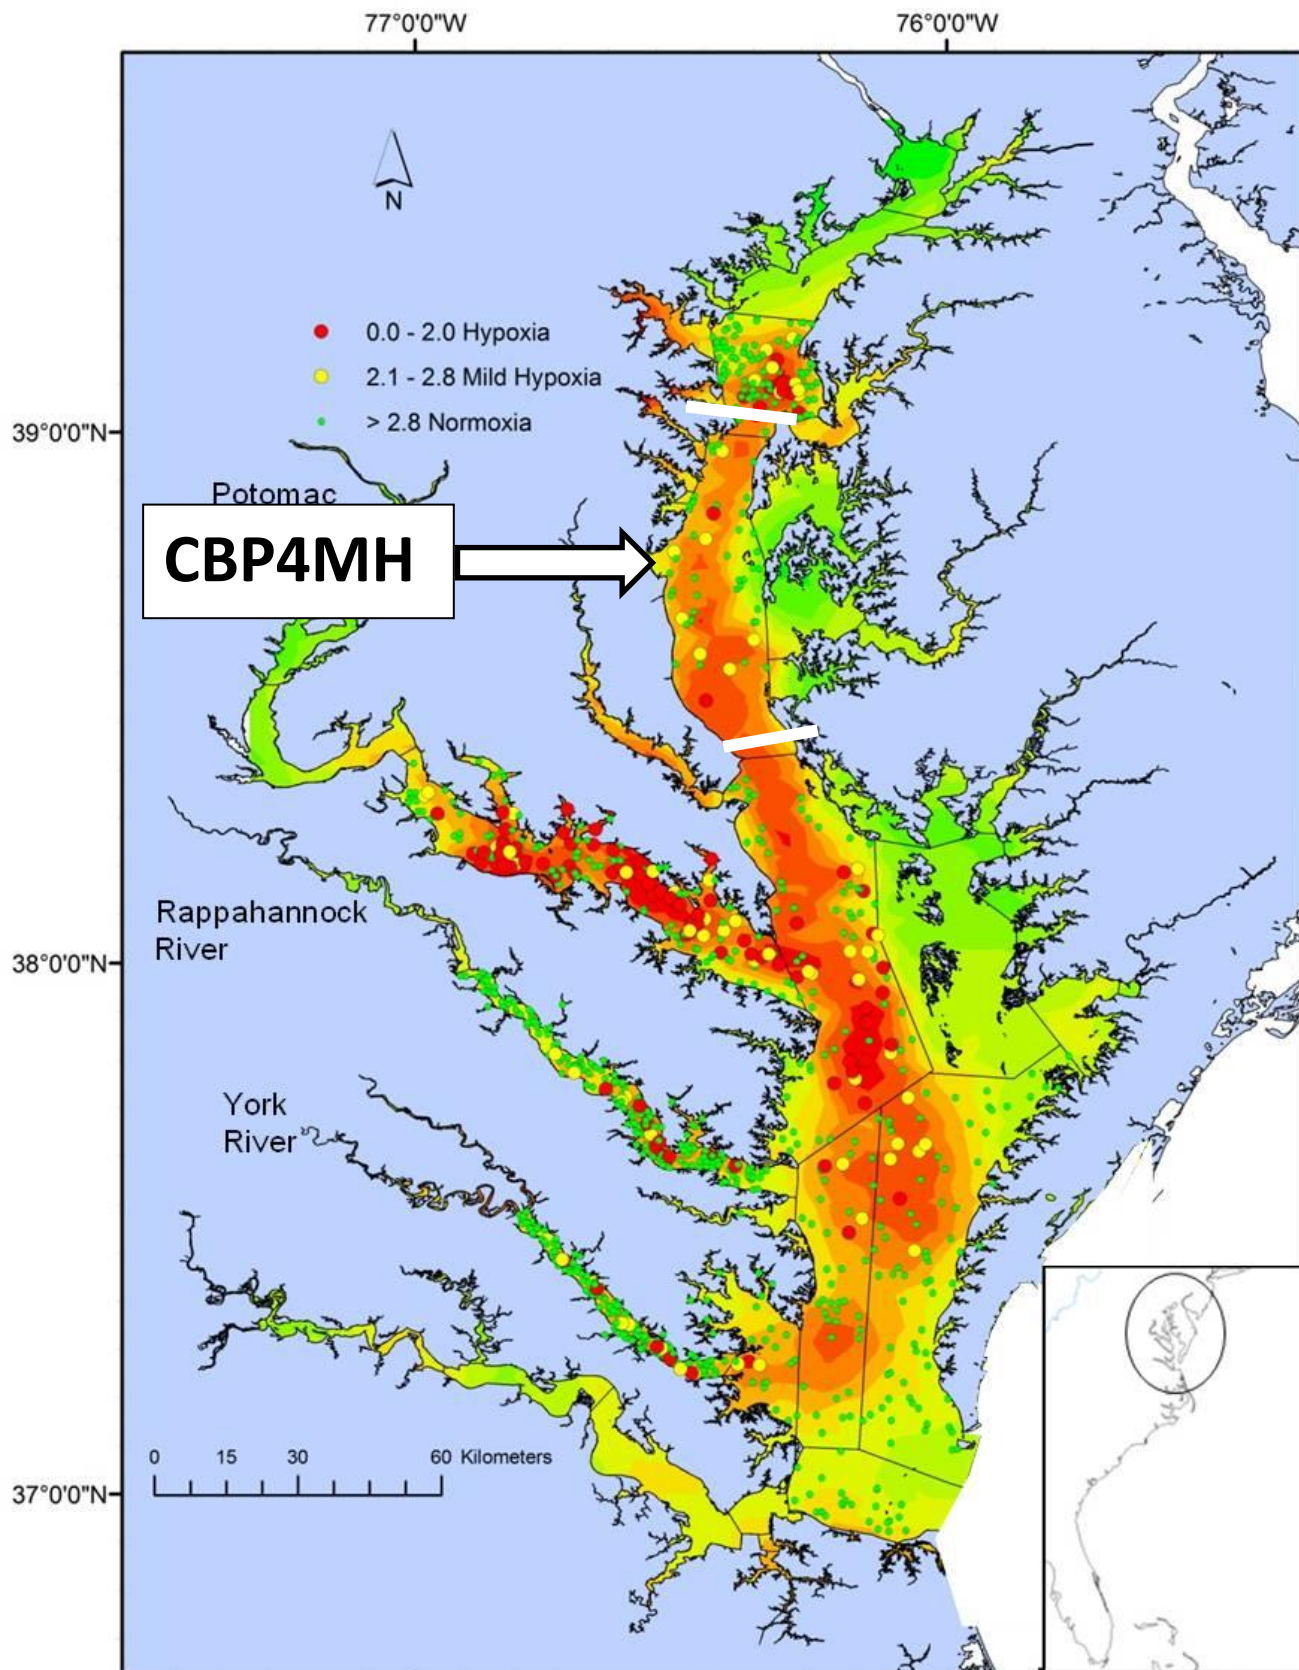 77°0'0"W
76°0'0"W
N
0.0 - 2.0 Hypoxia
2.1 - 2.8 Mild Hypoxia
> 2.8 Normoxia
39°0'0"N
Potomac
CBP4MH
Rappahannock
River
38°0'0"N
York
River
0 15 30 60 Kilometers
37°0'0"N